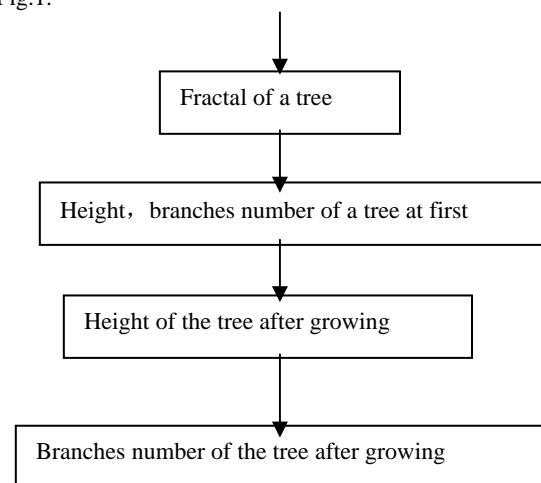 Fig.1.
Fractal of a tree
Height，branches number of a tree at first
Height of the tree after growing
Branches number of the tree after growing